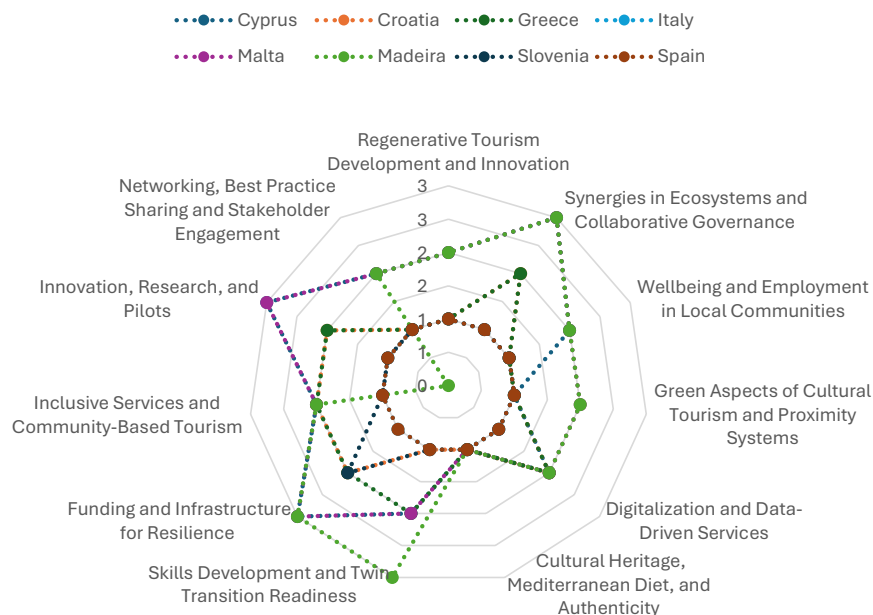 Cyprus Croatia Greece Italy
Malta Madeira Slovenia Spain
Regenerative Tourism
Development and Innovation
Networking, Best Practice
Sharing and Stakeholder
Engagement
Synergies in Ecosystems and
Collaborative Governance
Innovation, Research, and
Pilots
Wellbeing and Employment
in Local Communities
Inclusive Services and
Community-Based Tourism
Green Aspects of Cultural
Tourism and Proximity
Systems
Funding and Infrastructure
for Resilience
Digitalization and Data-
Driven Services
Skills Development and Twin
Transition Readiness
Cultural Heritage,
Mediterranean Diet, and
Authenticity
3
3
2
2
1
1
0